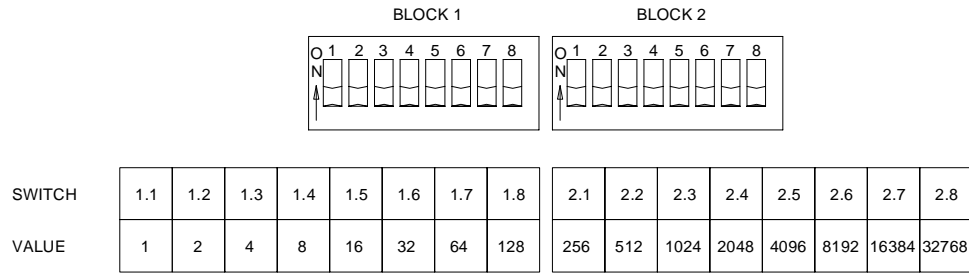 BLOCK 1 BLOCK 2
ON 1 2 3 4 5 6 7 8 ON 1 2 3 4 5 6 7 8
SWITCH 1.1 1.2 1.3 1.4 1.5 1.6 1.7 1.8 2.1 2.2 2.3 2.4 2.5 2.6 2.7 2.8
VALUE 1 2 4 8 16 32 64 128 256 512 1024 2048 4096 8192 16384 32768